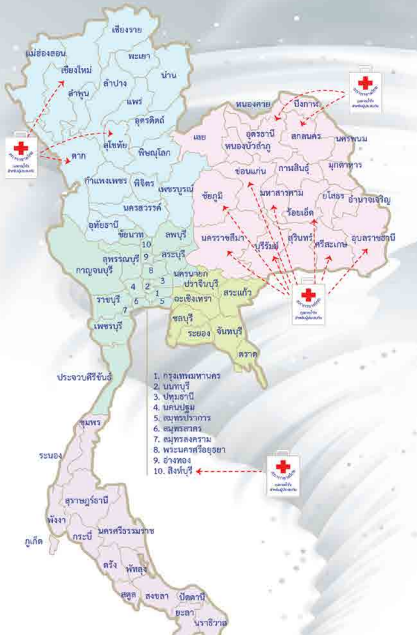 เชียงราย
แม่ฮ่องสอน
พะเยา
เชียงใหม่
น่าน
ลำปาง
ลำพูน
แพร่
อุตรดิตถ์
สุโขทัย
ตาก
พิษณุโลก
กำแพงเพชร
พิจิตร
เพชรบูรณ์
นครสวรรค์
อุทัยธานี
หนองคาย
บึงกาฬ
เลย
อุดรธานี
สกลนคร
นครพนม
หนองบัวลำภู
มุกดาหาร
ขอนแก่น
กาฬสินธุ์
ชัยภูมิ
มหาสารคาม
ยโสธร
อำนาจเจริญ
ร้อยเอ็ด
นครราชสีมา
บุรีรัมย์
สุรินทร์
ศรีสะเกษ
อุบลราชธานี
ชัยนาท
ลพบุรี
10
สุพรรณบุรี
9
สระบุรี
กาญจนบุรี
8
นครนายก
4
2
3
ปราจีนบุรี
1
ราชบุรี
6
5
ฉะเชิงเทรา
สระแก้ว
7
ชลบุรี
เพชรบุรี
ระยอง
จันทบุรี
ตราด
ประจวบคีรีขันธ์
1. กรุงเทพมหานคร
2. นนทบุรี
3. ปทุมธานี
4. นครปฐม
5. สมุทรปราการ
6. สมุทรสาคร
7. สมุทรสงคราม
8. พระนครศรีอยุธยา
9. อ่างทอง
10. สิงห์บุรี
ชุมพร
ระนอง
สุราษฎร์ธานี
พังงา
นครศรีธรรมราช
กระบี่
ภูเก็ต
ตรัง
พัทลุง
สตูล
สงขลา
ปัตตานี
ยะลา
นราธิวาส